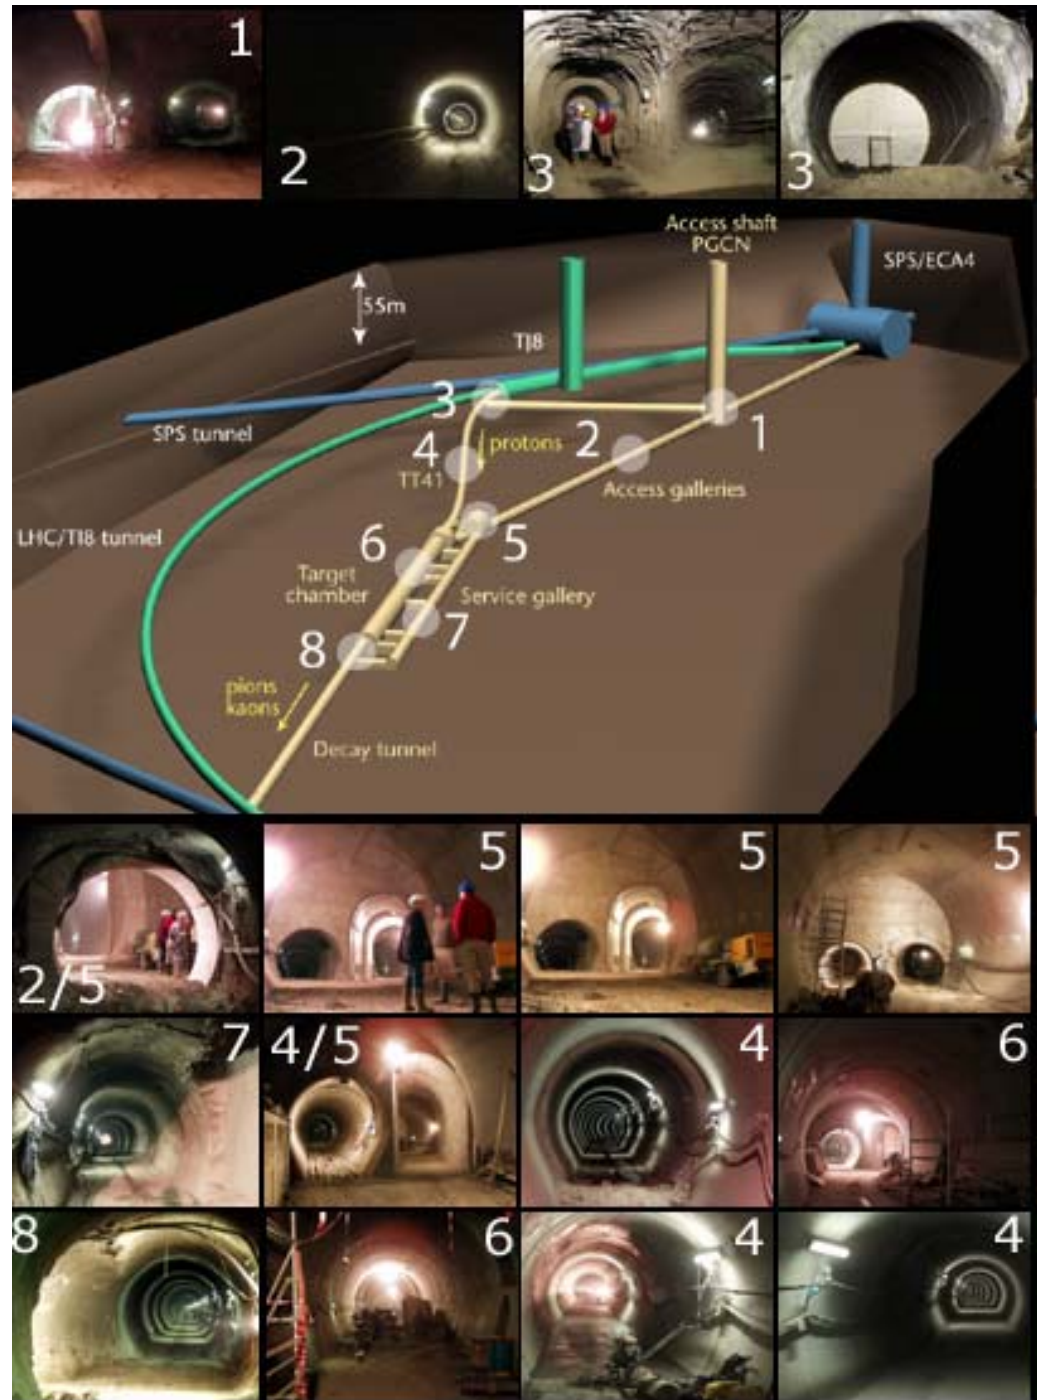 1
2
3
3
Access shaft
PGCN
SPS/ECA4
55m
TJ8
3
1
SPS tunnel
4
protons
2
TT41
Access galleries
LHC/TI8 tunnel
6
5
Target
chamber
Service gallery
7
8
pions
kaons
Decay tunnel
2/5
5
5
5
7
4/5
4
6
8
6
4
4